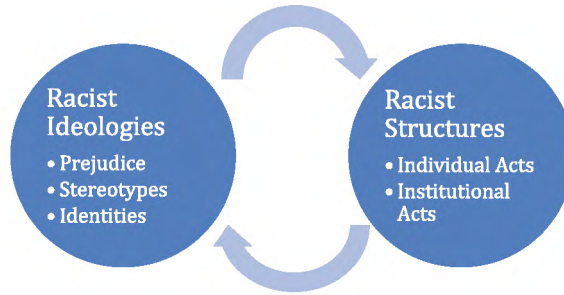 Racist
Ideologies
• Prejudice
• Stereotypes
• Identities
Racist
Structures
• Individual Acts
• Institutional
Acts